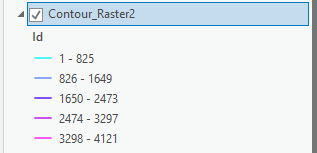 Contour_Raster2
Id
1 - 825
826 - 1649
1650 - 2473
2474 - 3297
3298 - 4121